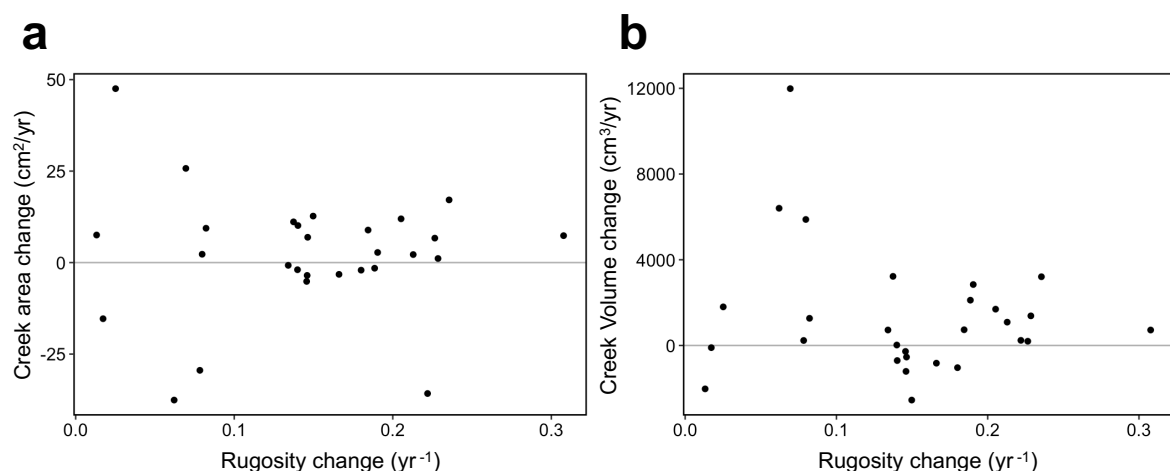 a
Creek area change (cm²/yr)
50
25
0
-25
0.0
0.1
0.2
0.3
Rugosity change (yr⁻¹)
b
Creek Volume change (cm³/yr)
12000
8000
4000
0
0.0
0.1
0.2
0.3
Rugosity change (yr⁻¹)